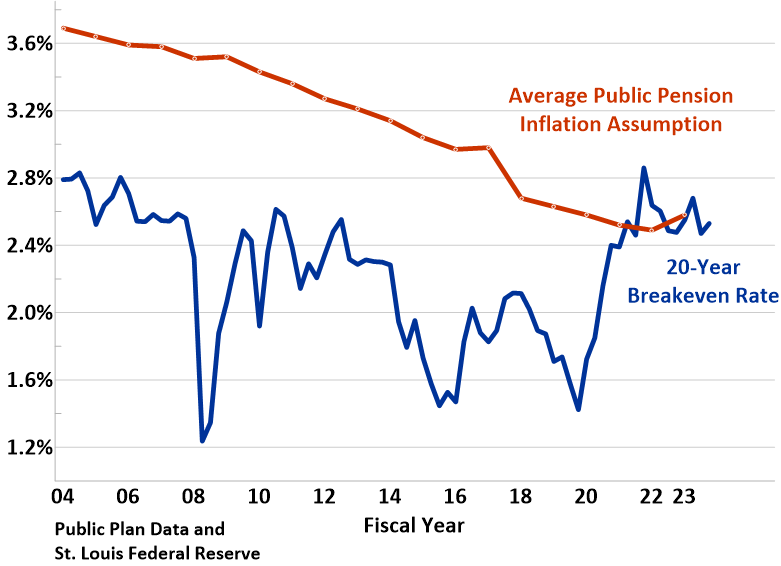 3.6%
3.2%
2.8%
2.4%
2.0%
1.6%
1.2%
Average Public Pension
Inflation Assumption
20-Year
Breakeven Rate
04 06 08 10 12 14 16 18 20 22 23
Fiscal Year
Public Plan Data and
St. Louis Federal Reserve